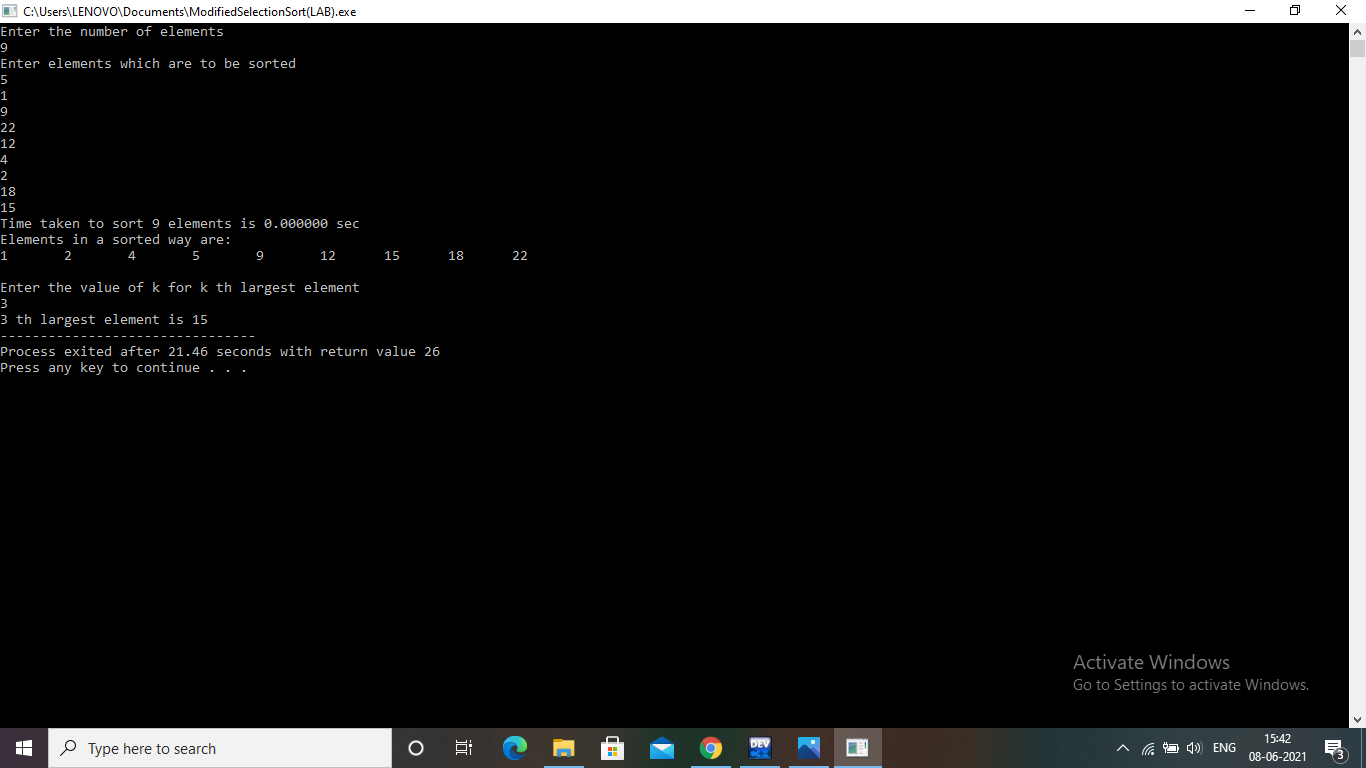 C:\Users\LENOVO\Documents\ModifiedSelectionSort(LAB).exe
Enter the number of elements
9
Enter elements which are to be sorted
5
1
9
22
12
4
2
18
15
Time taken to sort 9 elements is 0.000000 sec
Elements in a sorted way are:
1 2 4 5 9 12 15 18 22
Enter the value of k for k th largest element
3
3 th largest element is 15
--------------------------------
Process exited after 21.46 seconds with return value 26
Press any key to continue . . .
Activate Windows
Go to Settings to activate Windows.
Type here to search
DEV
ENG
15:42
08-06-2021
3